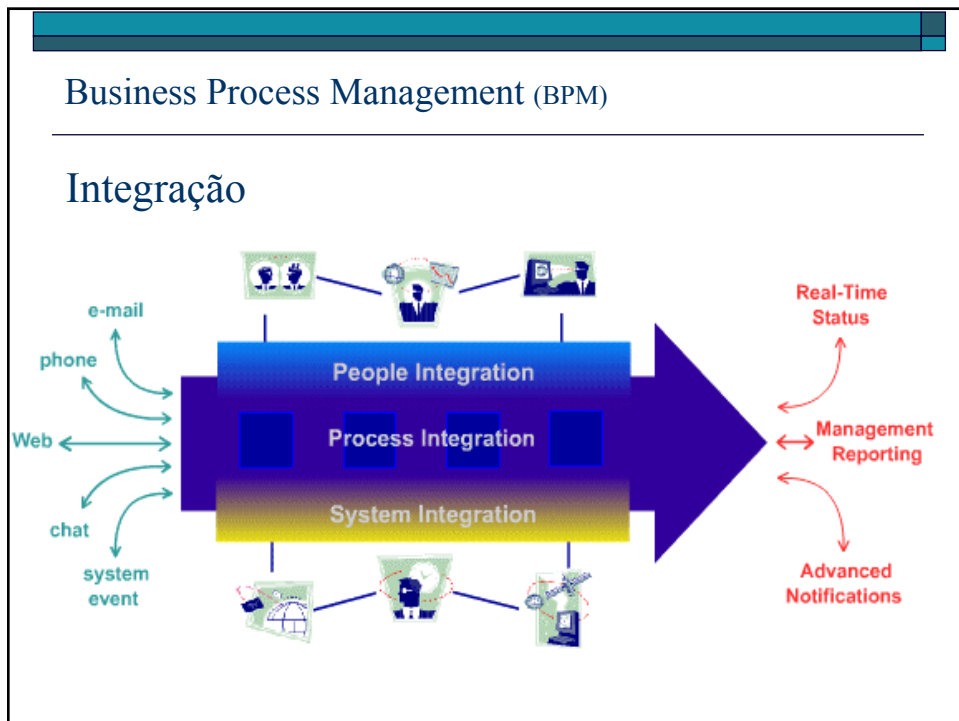 Business Process Management (BPM)
Integração
e-mail
phone
Web
chat
system
event
People Integration
Process Integration
System Integration
Real-Time
Status
Management
Reporting
Advanced
Notifications